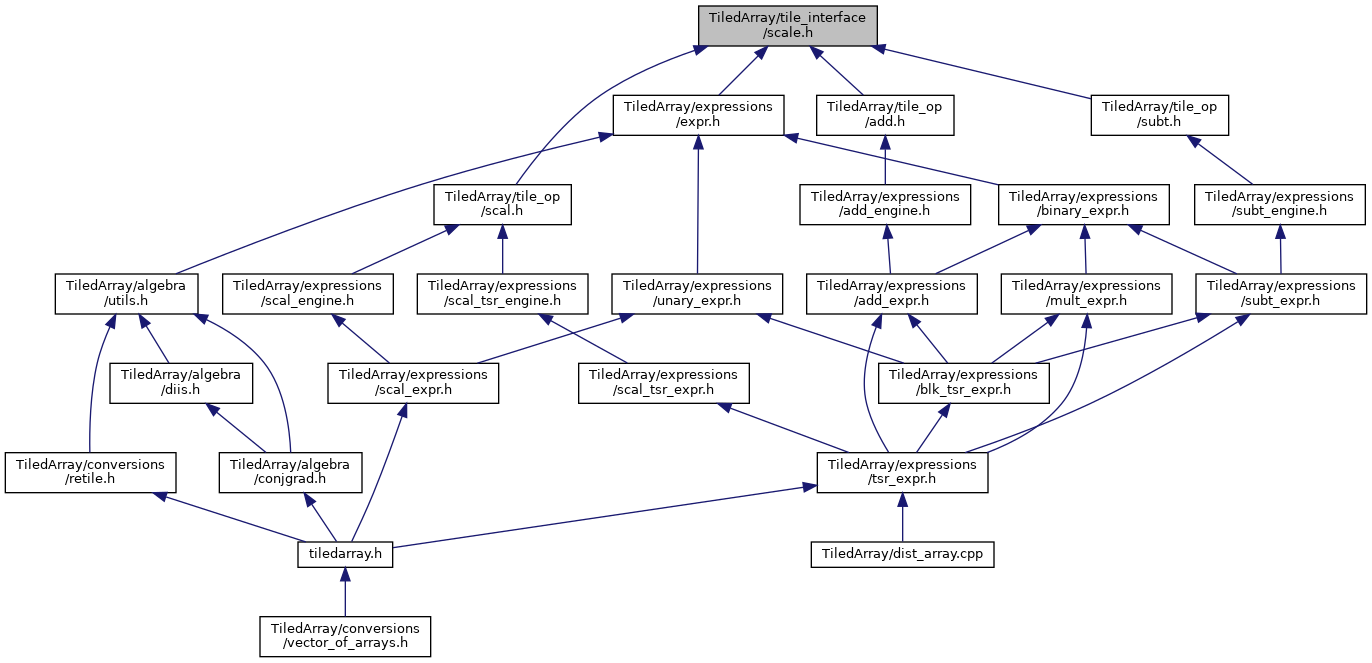 TiledArray/tile_interface
/scale.h
TiledArray/expressions
/expr.h
TiledArray/tile_op
/add.h
TiledArray/tile_op
/subt.h
TiledArray/tile_op
/scal.h
TiledArray/expressions
/add_engine.h
TiledArray/expressions
/binary_expr.h
TiledArray/expressions
/subt_engine.h
TiledArray/algebra
/utils.h
TiledArray/expressions
/scal_engine.h
TiledArray/expressions
/scal_tsr_engine.h
TiledArray/expressions
/unary_expr.h
TiledArray/expressions
/add_expr.h
TiledArray/expressions
/mult_expr.h
TiledArray/expressions
/subt_expr.h
TiledArray/algebra
/diis.h
TiledArray/expressions
/scal_expr.h
TiledArray/expressions
/scal_tsr_expr.h
TiledArray/expressions
/blk_tsr_expr.h
TiledArray/conversions
/retile.h
TiledArray/algebra
/conjgrad.h
TiledArray/expressions
/tsr_expr.h
tiledarray.h
TiledArray/dist_array.cpp
TiledArray/conversions
/vector_of_arrays.h